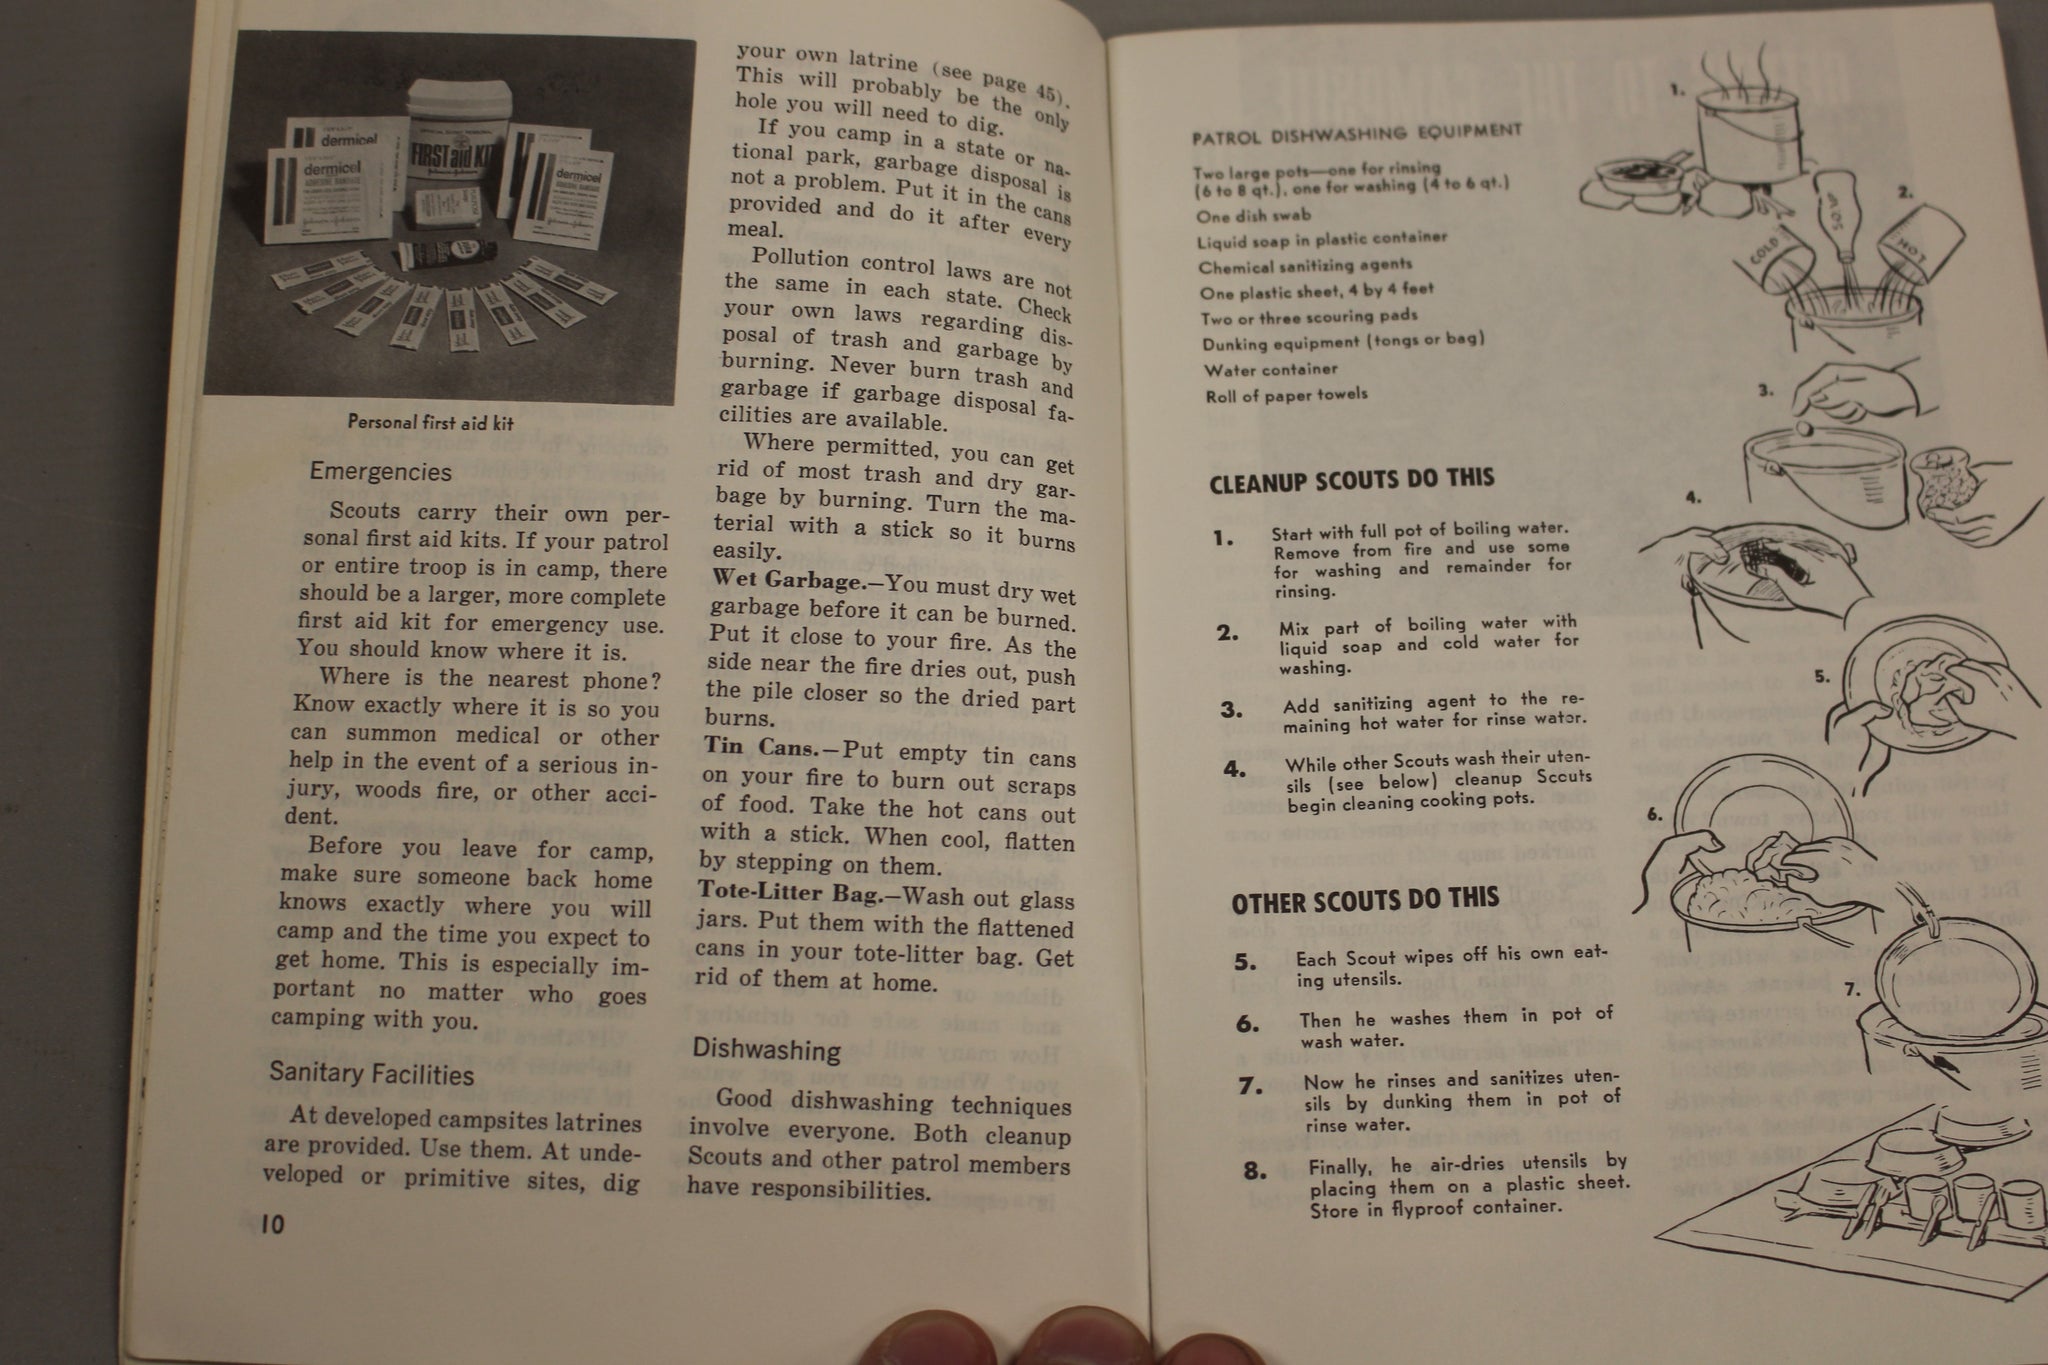 dermicel
dermicel
ADHESIVE BANDAGE
Johnson & Johnson
FIRST aid KIT
Johnson & Johnson
dermicel
ADHESIVE BANDAGE
Johnson & Johnson
Personal first aid kit
Emergencies
Scouts carry their own per-
sonal first aid kits. If your patrol
or entire troop is in camp, there
should be a larger, more complete
first aid kit for emergency use.
You should know where it is.
Where is the nearest phone?
Know exactly where it is so you
can summon medical or other
help in the event of a serious in-
jury, woods fire, or other acci-
dent.
Before you leave for camp,
make sure someone back home
knows exactly where you will
camp and the time you expect to
get home. This is especially im-
portant no matter who goes
camping with you.
Sanitary Facilities
At developed campsites latrines
are provided. Use them. At unde-
veloped or primitive sites, dig
10
your own latrine (see page 45).
This will probably be the only
hole you will need to dig.
If you camp in a state or na-
tional park, garbage disposal is
not a problem. Put it in the cans
provided and do it after every
meal.
Pollution control laws are not
the same in each state. Check
your own laws regarding dis-
posal of trash and garbage by
burning. Never burn trash and
garbage if garbage disposal fa-
cilities are available.
Where permitted, you can get
rid of most trash and dry gar-
bage by burning. Turn the ma-
terial with a stick so it burns
easily.
Wet Garbage.—You must dry wet
garbage before it can be burned.
Put it close to your fire. As the
side near the fire dries out, push
the pile closer so the dried part
burns.
Tin Cans.—Put empty tin cans
on your fire to burn out scraps
of food. Take the hot cans out
with a stick. When cool, flatten
by stepping on them.
Tote-Litter Bag.—Wash out glass
jars. Put them with the flattened
cans in your tote-litter bag. Get
rid of them at home.
Dishwashing
Good dishwashing techniques
involve everyone. Both cleanup
Scouts and other patrol members
have responsibilities.
PATROL DISHWASHING EQUIPMENT
Two large pots—one for rinsing
(6 to 8 qt.), one for washing (4 to 6 qt.)
One dish swab
Liquid soap in plastic container
Chemical sanitizing agents
One plastic sheet, 4 by 4 feet
Two or three scouring pads
Dunking equipment (tongs or bag)
Water container
Roll of paper towels
CLEANUP SCOUTS DO THIS
1. Start with full pot of boiling water.
Remove from fire and use some
for washing and remainder for
rinsing.
2. Mix part of boiling water with
liquid soap and cold water for
washing.
3. Add sanitizing agent to the re-
maining hot water for rinse water.
4. While other Scouts wash their uten-
sils (see below) cleanup Scouts
begin cleaning cooking pots.
OTHER SCOUTS DO THIS
5. Each Scout wipes off his own eat-
ing utensils.
6. Then he washes them in pot of
wash water.
7. Now he rinses and sanitizes uten-
sils by dunking them in pot of
rinse water.
8. Finally, he air-dries utensils by
placing them on a plastic sheet.
Store in flyproof container.
1.
2.
COLD
SOAP
HOT
3.
4.
5.
6.
7.